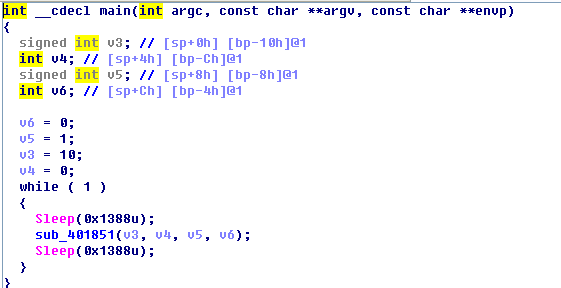 int __cdecl main(int argc, const char **argv, const char **envp)
{
  signed int v3; // [sp+0h] [bp-10h]@1
  int v4; // [sp+4h] [bp-Ch]@1
  signed int v5; // [sp+8h] [bp-8h]@1
  int v6; // [sp+Ch] [bp-4h]@1

  v6 = 0;
  v5 = 1;
  v3 = 10;
  v4 = 0;
  while ( 1 )
  {
    Sleep(0x1388u);
    sub_401851(v3, v4, v5, v6);
    Sleep(0x1388u);
  }
}